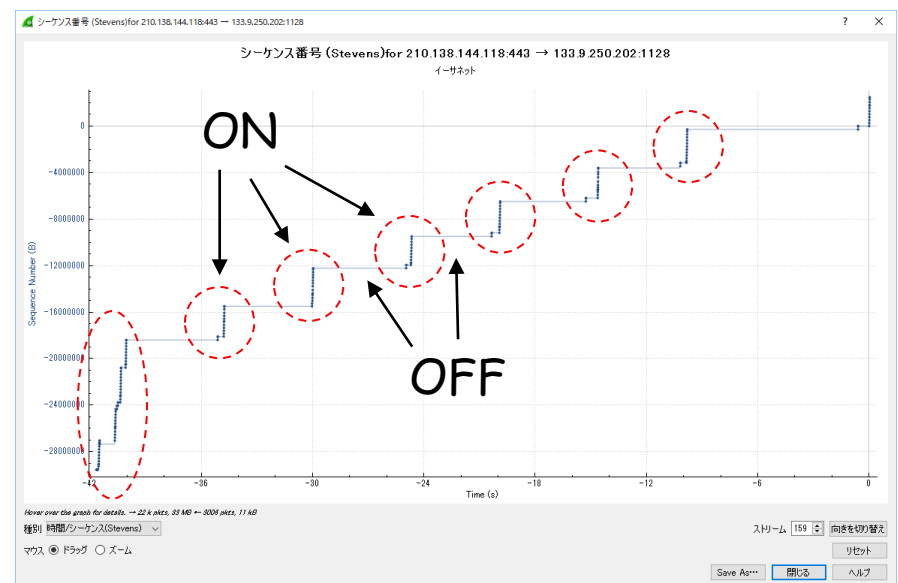 シーケンス番号 (Stevens)for 210.138.144.118:443 → 133.9.250.202:1128
? ×
シーケンス番号 (Stevens)for 210.138.144.118:443 → 133.9.250.202:1128
イーサネット
ON
OFF
Sequence Number (B)
0
-4000000
-8000000
-12000000
-16000000
-20000000
-24000000
-28000000
-42 -36 -30 -24 -18 -12 -6 0
Time (s)
Hover over the graph for details. → 22 k pkts, 33 MB ← 3006 pkts, 11 kB
種別 時間/シーケンス(Stevens) ストリーム 159 向きを切り替え
マウス ドラッグ ズーム リセット
Save As… 閉じる ヘルプ